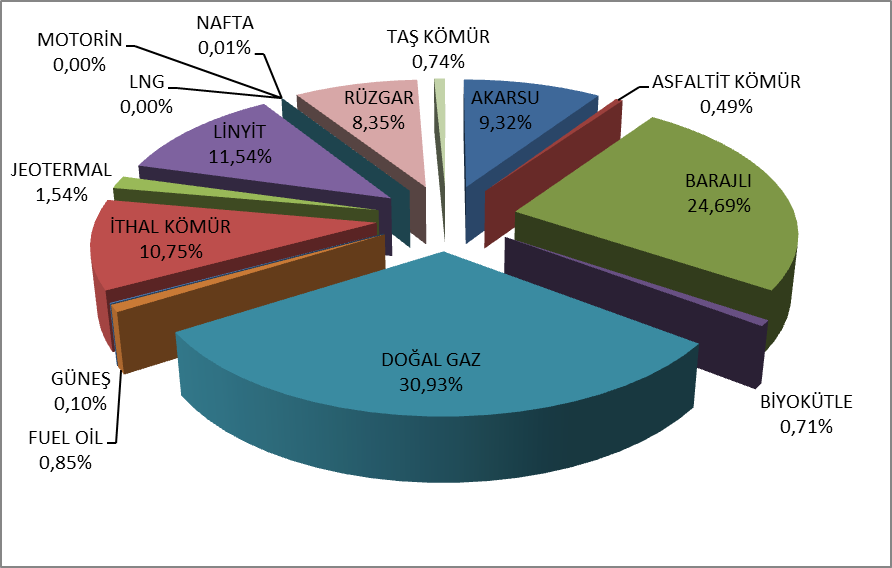 NAFTA
0,01%
MOTORİN
0,00%
LNG
0,00%
TAŞ KÖMÜR
0,74%
RÜZGAR
8,35%
AKARSU
9,32%
ASFALTİT KÖMÜR
0,49%
LİNYİT
11,54%
JEOTERMAL
1,54%
BARAJLI
24,69%
İTHAL KÖMÜR
10,75%
DOĞAL GAZ
30,93%
GÜNEŞ
0,10%
BİYOKÜTLE
0,71%
FUEL OİL
0,85%